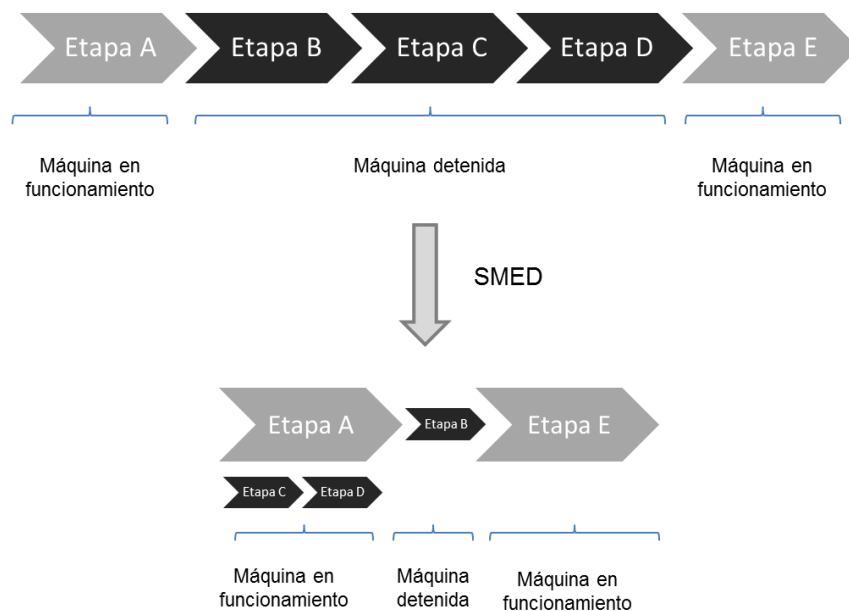 Etapa A
Etapa B
Etapa C
Etapa D
Etapa E
Máquina en
funcionamiento
Máquina detenida
Máquina en
funcionamiento
SMED
Etapa A
Etapa B
Etapa E
Etapa C
Etapa D
Máquina en
funcionamiento
Máquina
detenida
Máquina en
funcionamiento